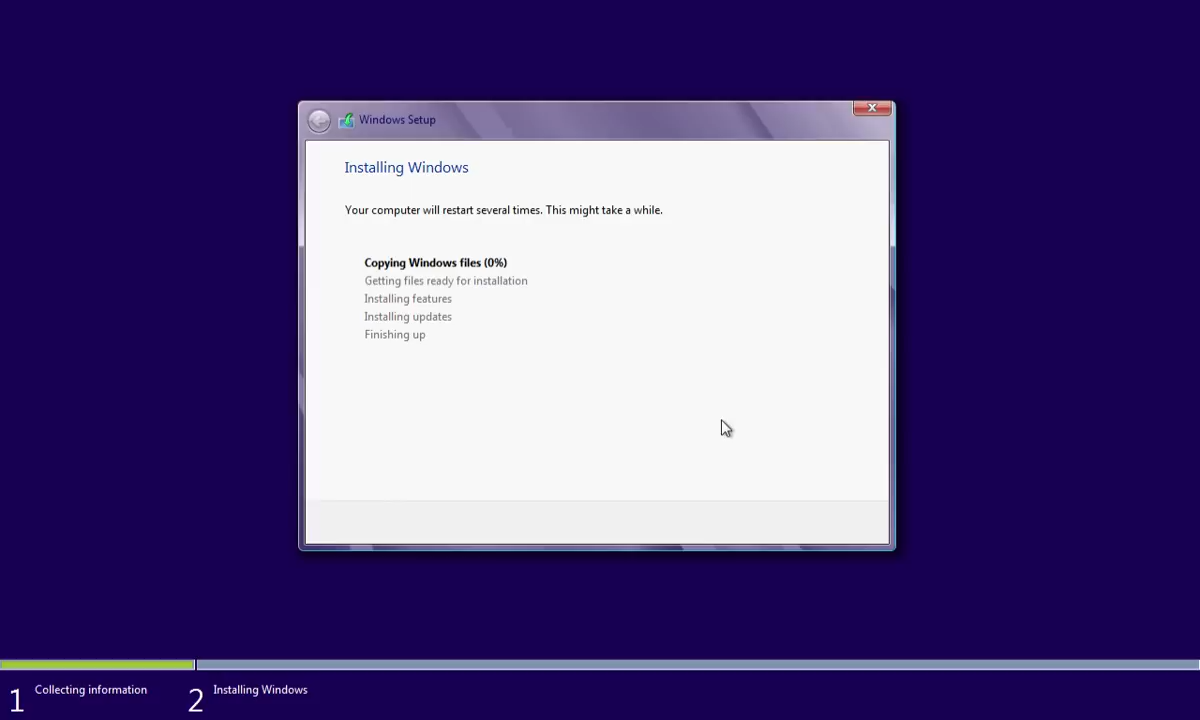 Windows Setup
Installing Windows
Your computer will restart several times. This might take a while.
Copying Windows files (0%)
Getting files ready for installation
Installing features
Installing updates
Finishing up
1 Collecting information
2 Installing Windows